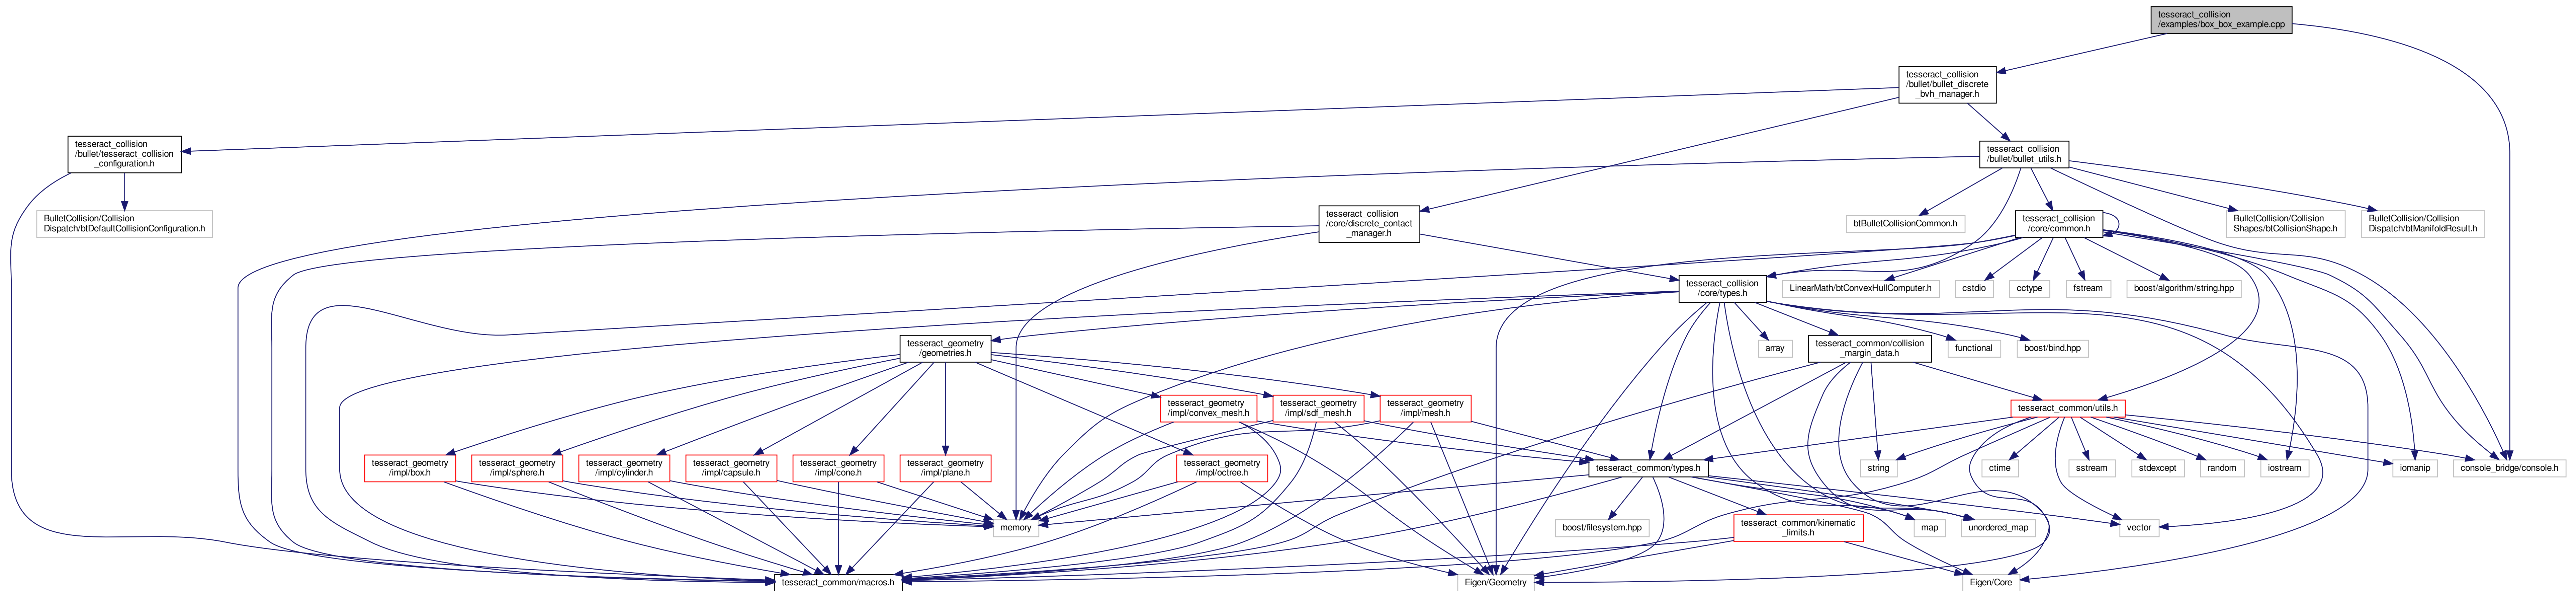 tesseract_collision
/examples/box_box_example.cpp
tesseract_collision
/bullet/bullet_discrete
_bvh_manager.h
tesseract_collision
/bullet/tesseract_collision
_configuration.h
tesseract_collision
/bullet/bullet_utils.h
BulletCollision/Collision
Dispatch/btDefaultCollisionConfiguration.h
tesseract_collision
/core/discrete_contact
_manager.h
btBulletCollisionCommon.h
tesseract_collision
/core/common.h
BulletCollision/Collision
Shapes/btCollisionShape.h
BulletCollision/Collision
Dispatch/btManifoldResult.h
tesseract_collision
/core/types.h
LinearMath/btConvexHullComputer.h
cstdio
cctype
fstream
boost/algorithm/string.hpp
tesseract_geometry
/geometries.h
array
tesseract_common/collision
_margin_data.h
functional
boost/bind.hpp
tesseract_geometry
/impl/convex_mesh.h
tesseract_geometry
/impl/sdf_mesh.h
tesseract_geometry
/impl/mesh.h
tesseract_common/utils.h
tesseract_geometry
/impl/box.h
tesseract_geometry
/impl/sphere.h
tesseract_geometry
/impl/cylinder.h
tesseract_geometry
/impl/capsule.h
tesseract_geometry
/impl/cone.h
tesseract_geometry
/impl/plane.h
tesseract_geometry
/impl/octree.h
tesseract_common/types.h
string
ctime
sstream
stdexcept
random
iostream
iomanip
console_bridge/console.h
memory
boost/filesystem.hpp
tesseract_common/kinematic
_limits.h
map
unordered_map
vector
tesseract_common/macros.h
Eigen/Geometry
Eigen/Core